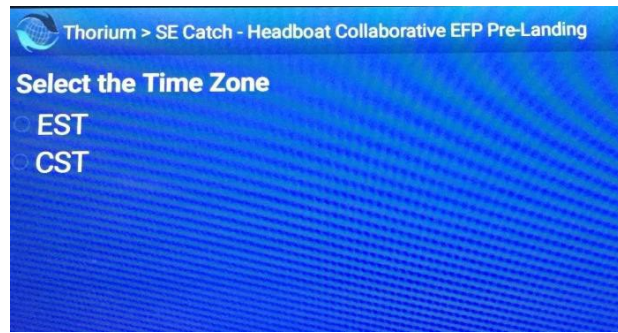 Thorium > SE Catch - Headboat Collaborative EFP Pre-Landing
Select the Time Zone
EST
CST